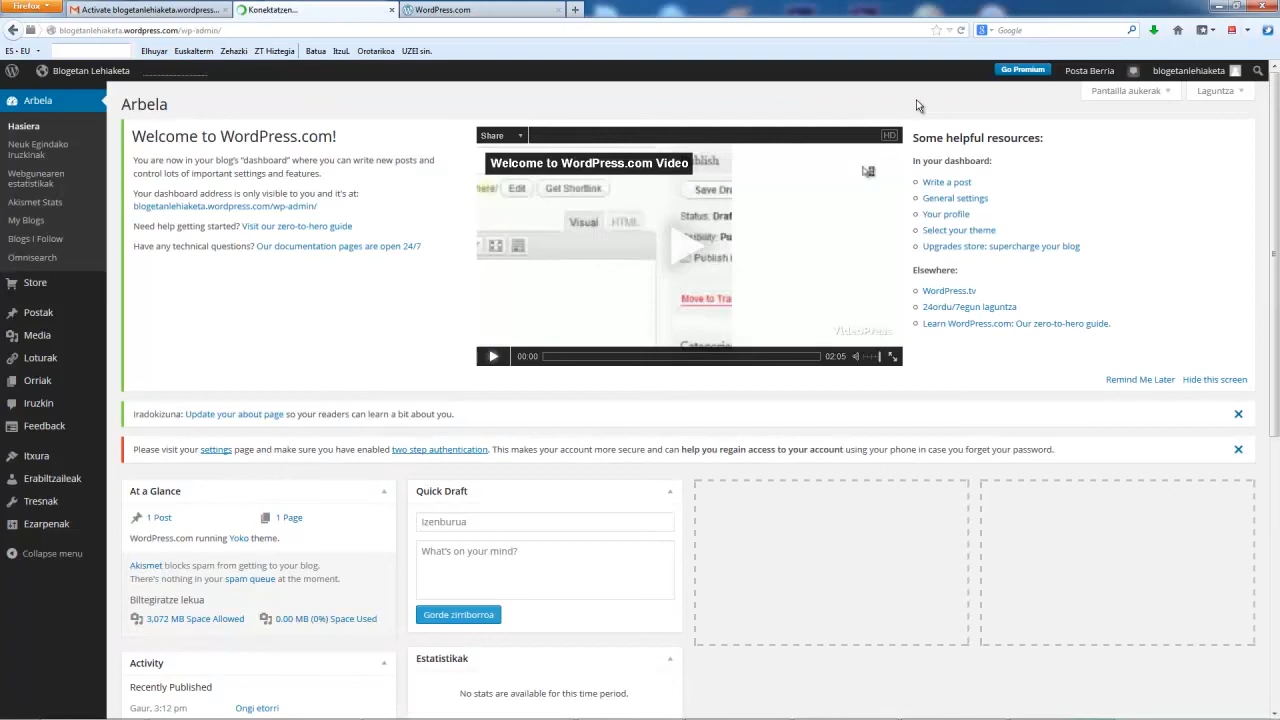 Firefox
Activate blogetanlehiaketa.wordpress....
Konektatzen...
WordPress.com
blogetanlehiaketa.wordpress.com/wp-admin/
Google
ES - EU
Elhuyar Euskalterm Zehazki ZT Hiztegia Batua ItzuL Orotarikoa UZEI sin.
Blogetan Lehiaketa
Go Premium
Posta Berria
blogetanlehiaketa
Arbela
Hasiera
Neuk Egindako
Iruzkinak
Webgunearen
estatistikak
Akismet Stats
My Blogs
Blogs I Follow
Omnisearch
Store
Postak
Media
Loturak
Orriak
Iruzkin
Feedback
Itxura
Erabiltzaileak
Tresnak
Ezarpenak
Collapse menu
Arbela
Pantaila aukerak
Laguntza
Welcome to WordPress.com!
You are now in your blog's "dashboard" where you can write new posts and
control lots of important settings and features.
Your dashboard address is only visible to you and it's at:
blogetanlehiaketa.wordpress.com/wp-admin/
Need help getting started? Visit our zero-to-hero guide
Have any technical questions? Our documentation pages are open 24/7
Share
HD
Welcome to WordPress.com Video
here/ Edit Get Shortlink
Visual HTML
Status:
Publish
Move to Tra
VideoPress
00:00
02:05
Some helpful resources:
In your dashboard:
Write a post
General settings
Your profile
Select your theme
Upgrades store: supercharge your blog
Elsewhere:
WordPress.tv
24ordu/7egun laguntza
Learn WordPress.com: Our zero-to-hero guide.
Remind Me Later Hide this screen
Iradokizuna: Update your about page so your readers can learn a bit about you.
Please visit your settings page and make sure you have enabled two step authentication. This makes your account more secure and can help you regain access to your account using your phone in case you forget your password.
At a Glance
1 Post
1 Page
WordPress.com running Yoko theme.
Akismet blocks spam from getting to your blog.
There's nothing in your spam queue at the moment.
Biltegiratze lekua
3,072 MB Space Allowed
0.00 MB (0%) Space Used
Activity
Recently Published
Gaur, 3:12 pm
Ongi etorri
Quick Draft
Izenburua
What's on your mind?
Gorde zirriborroa
Estatistikak
No stats are available for this time period.